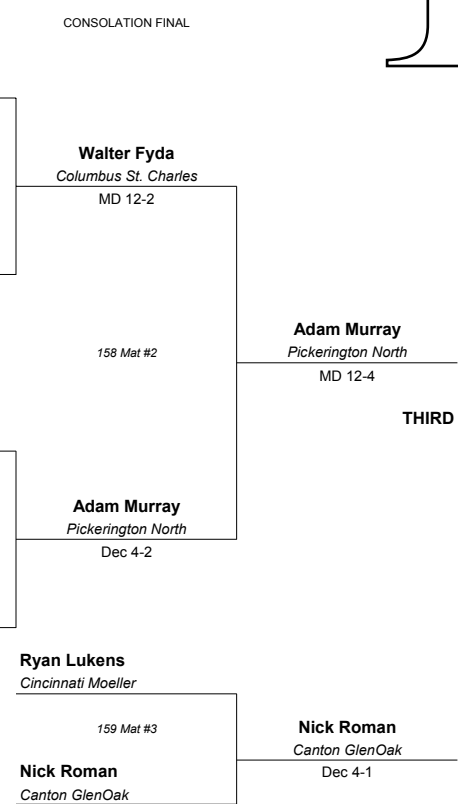 CONSOLATION FINAL
Walter Fyda
Columbus St. Charles
MD 12-2
158 Mat #2
Adam Murray
Pickerington North
MD 12-4
THIRD
Adam Murray
Pickerington North
Dec 4-2
Ryan Lukens
Cincinnati Moeller
159 Mat #3
Nick Roman
Canton GlenOak
Dec 4-1
Nick Roman
Canton GlenOak